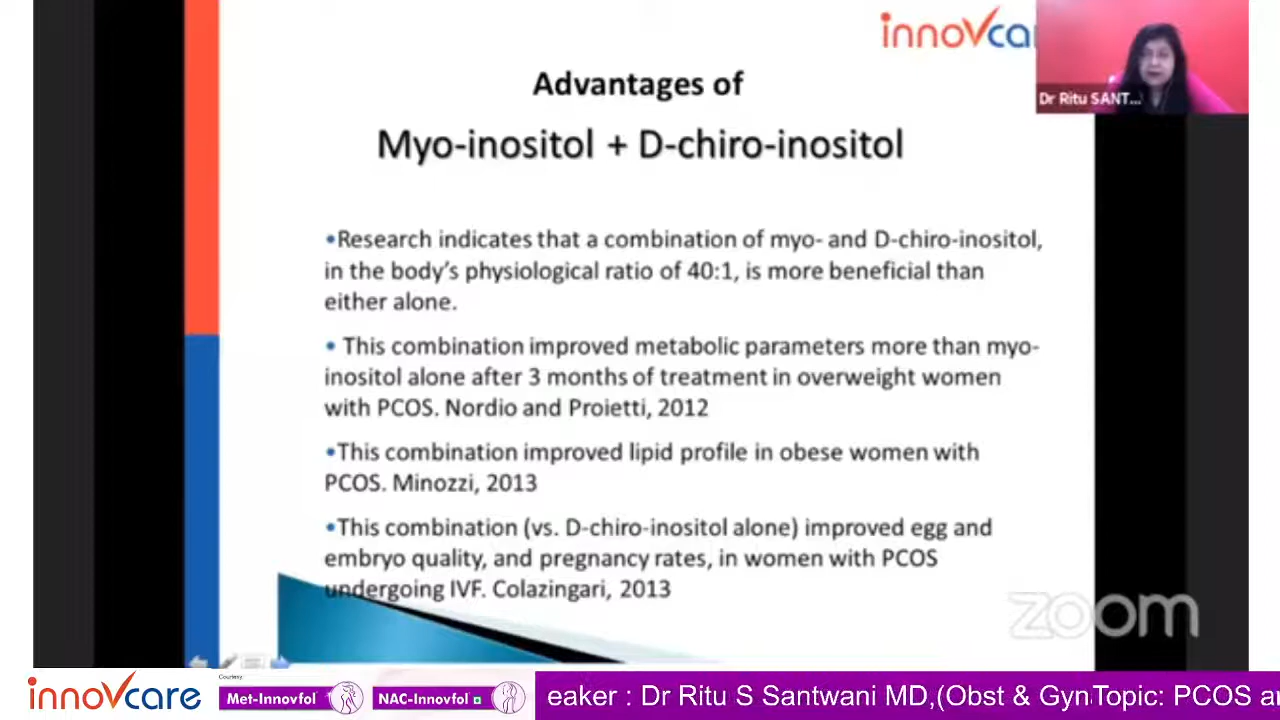 innovca
Dr Ritu SANT...
Advantages of
Myo-inositol + D-chiro-inositol
•Research indicates that a combination of myo- and D-chiro-inositol,
in the body's physiological ratio of 40:1, is more beneficial than
either alone.
• This combination improved metabolic parameters more than myo-
inositol alone after 3 months of treatment in overweight women
with PCOS. Nordio and Proietti, 2012
•This combination improved lipid profile in obese women with
PCOS. Minozzi, 2013
•This combination (vs. D-chiro-inositol alone) improved egg and
embryo quality, and pregnancy rates, in women with PCOS
undergoing IVF. Colazingari, 2013
zoom
innovcare
Courtesy
Met-Innovfol
NAC-Innovfol
eaker : Dr Ritu S Santwani MD,(Obst & Gyn
Topic: PCOS a